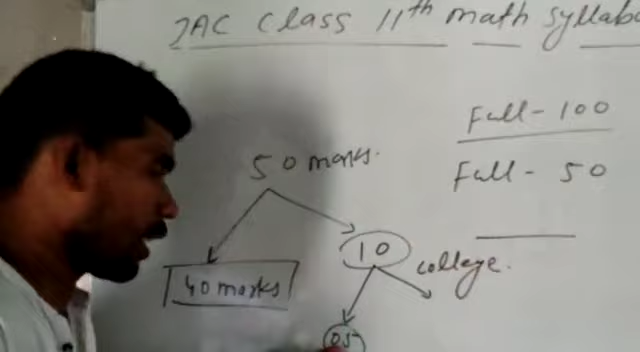 JAC Class 11th math syllabu
Full - 100
50 marks.
Full - 50
10
college.
40 marks
05